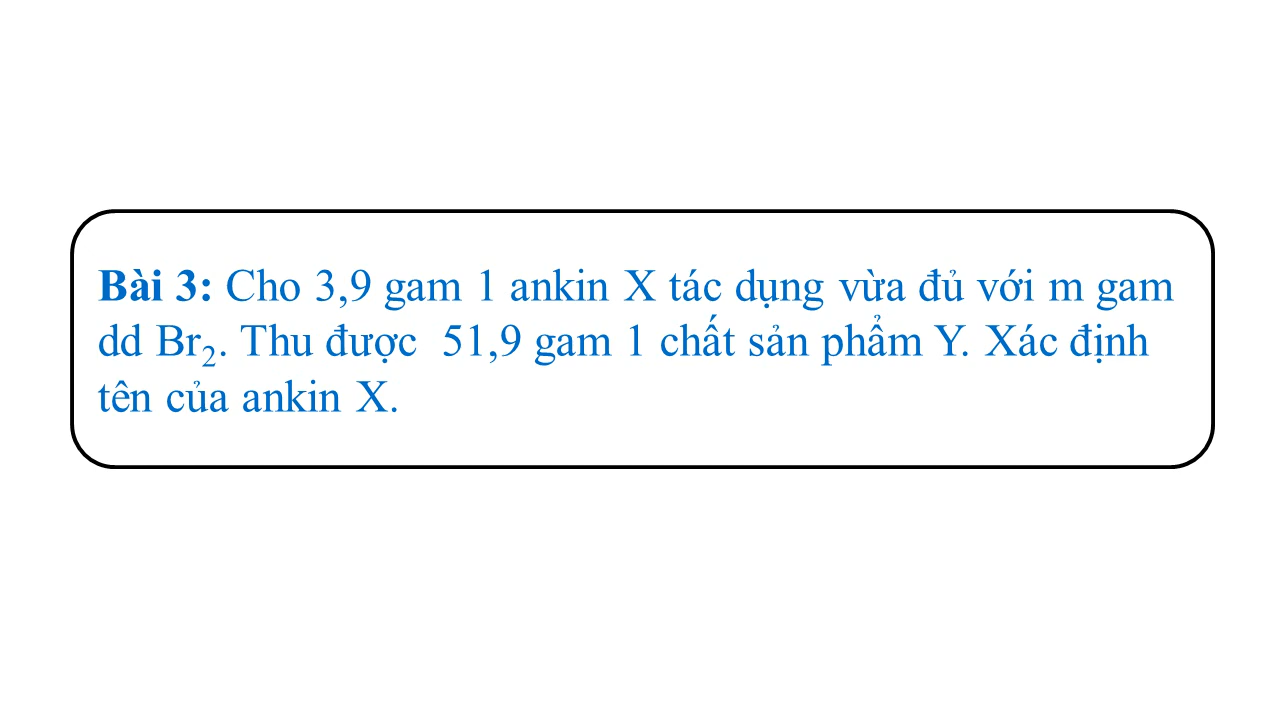 Bài 3: Cho 3,9 gam 1 ankin X tác dụng vừa đủ với m gam
dd Br₂. Thu được  51,9 gam 1 chất sản phẩm Y. Xác định
tên của ankin X.